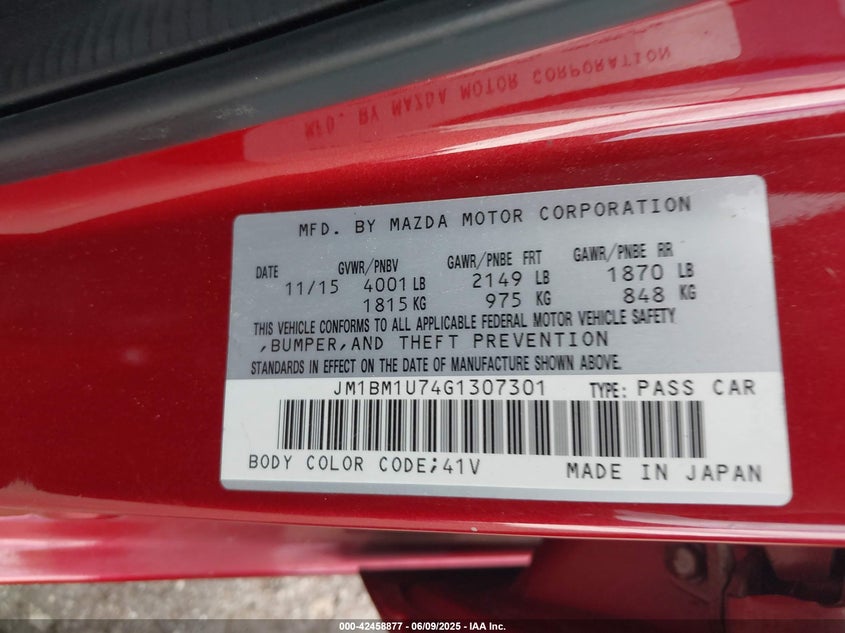 MFD. BY MAZDA MOTOR CORPORATION
MFD. BY MAZDA MOTOR CORPORATION
DATE GVWR/PNBV GAWR/PNBE FRT GAWR/PNBE RR
11/15 4001 LB 2149 LB 1870 LB
1815 KG 975 KG 848 KG
THIS VEHICLE CONFORMS TO ALL APPLICABLE FEDERAL MOTOR VEHICLE SAFETY
,BUMPER,AND THEFT PREVENTION
STANDARDS IN EFFECT ON THE DATE OF MANUFACTURE SHOWN ABOVE.
JM1BM1U74G1307301 TYPE: PASS CAR
BODY COLOR CODE;41V MADE IN JAPAN
000-42458877 - 06/09/2025 - IAA Inc.